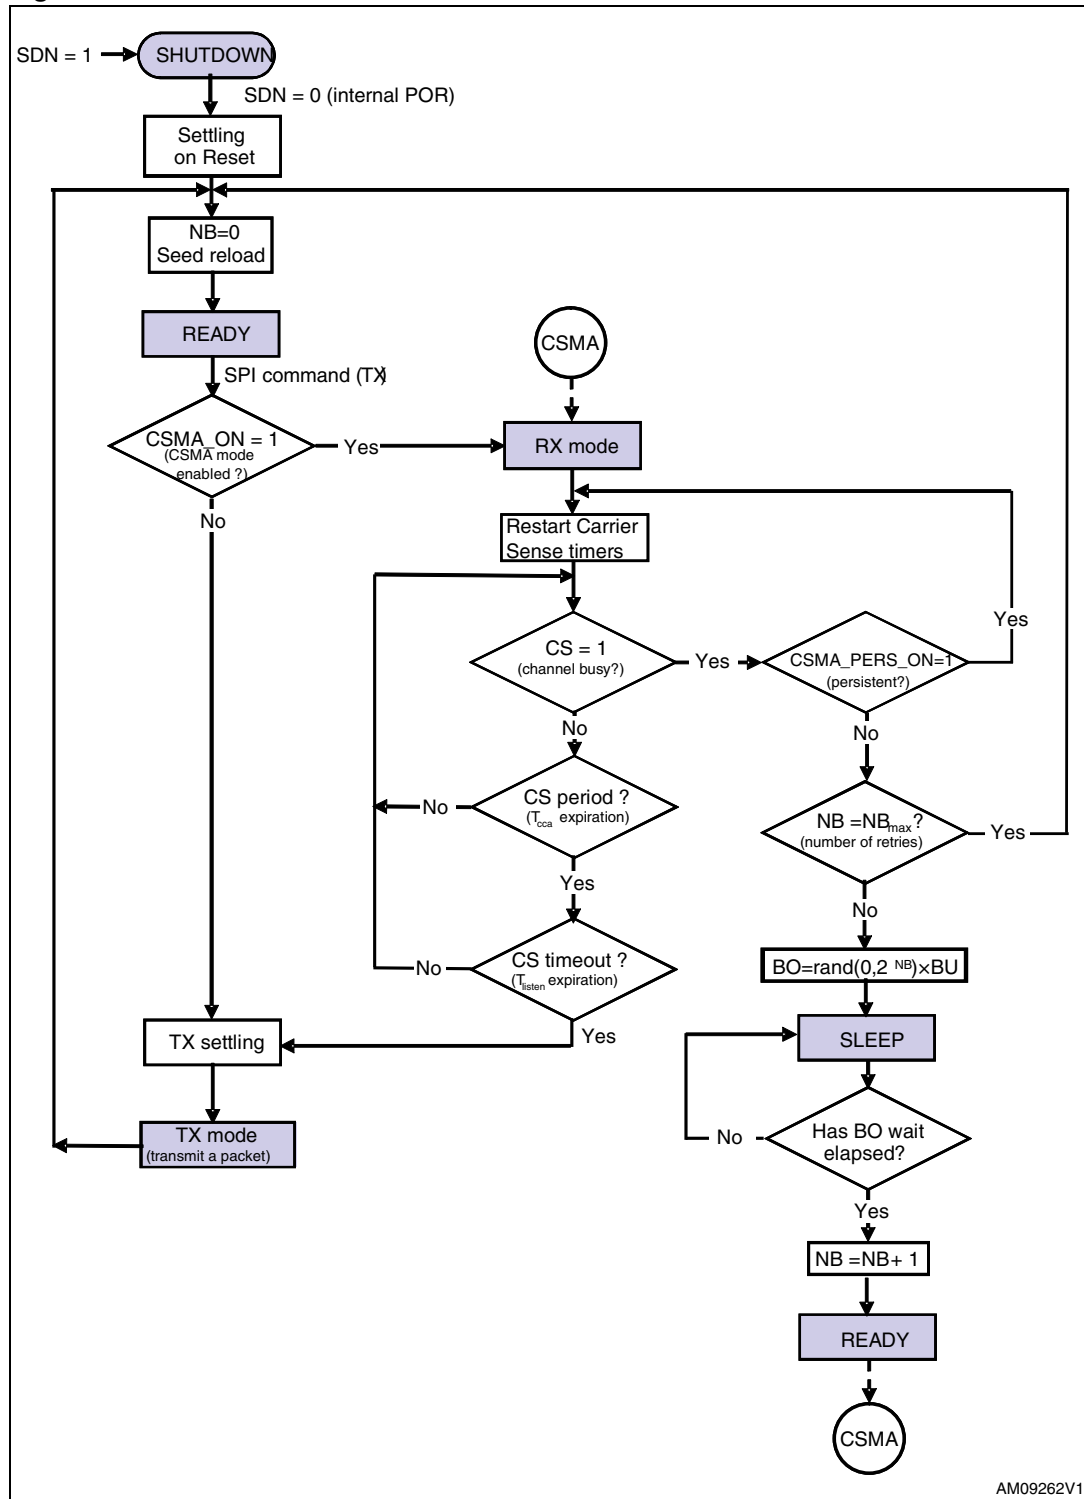 SDN = 1
SHUTDOWN
SDN = 0 (internal POR)
Settling
on Reset
NB=0
Seed reload
READY
SPI command (TX)
CSMA_ON = 1
(CSMA mode
enabled ?)
Yes
No
CSMA
RX mode
Restart Carrier
Sense timers
CS = 1
(channel busy?)
Yes
CSMA_PERS_ON=1
(persistent?)
Yes
No
No
CS period ?
(Tcca expiration)
No
Yes
NB =NBmax?
(number of retries)
Yes
No
CS timeout ?
(Tlisten expiration)
No
Yes
BO=rand(0,2 NB)×BU
SLEEP
Has BO wait
elapsed?
No
Yes
TX settling
TX mode
(transmit a packet)
NB =NB+ 1
READY
CSMA
AM09262V1